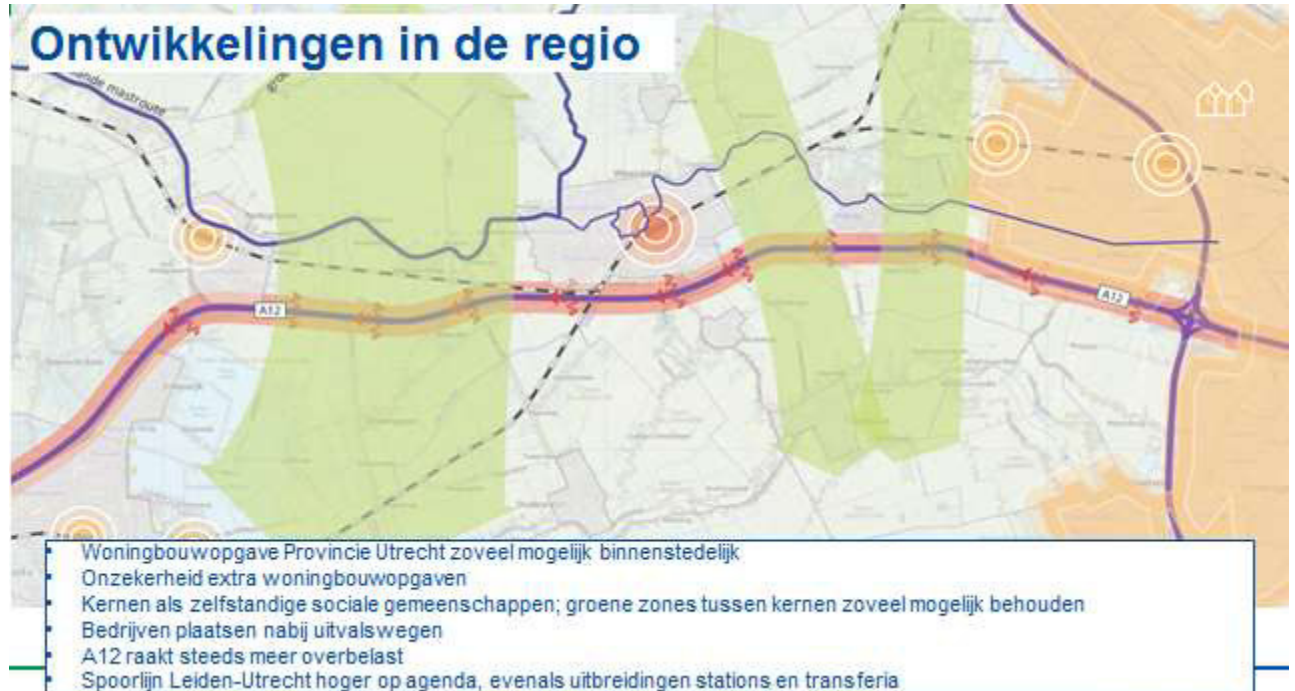 Ontwikkelingen in de regio
mastroute
A12
A12
Woningbouwopgave Provincie Utrecht zoveel mogelijk binnenstedelijk
Onzekerheid extra woningbouwopgaven
Kernen als zelfstandige sociale gemeenschappen; groene zones tussen kernen zoveel mogelijk behouden
Bedrijven plaatsen nabij uitvalswegen
A12 raakt steeds meer overbelast
Spoorlijn Leiden-Utrecht hoger op agenda, evenals uitbreidingen stations en transferia